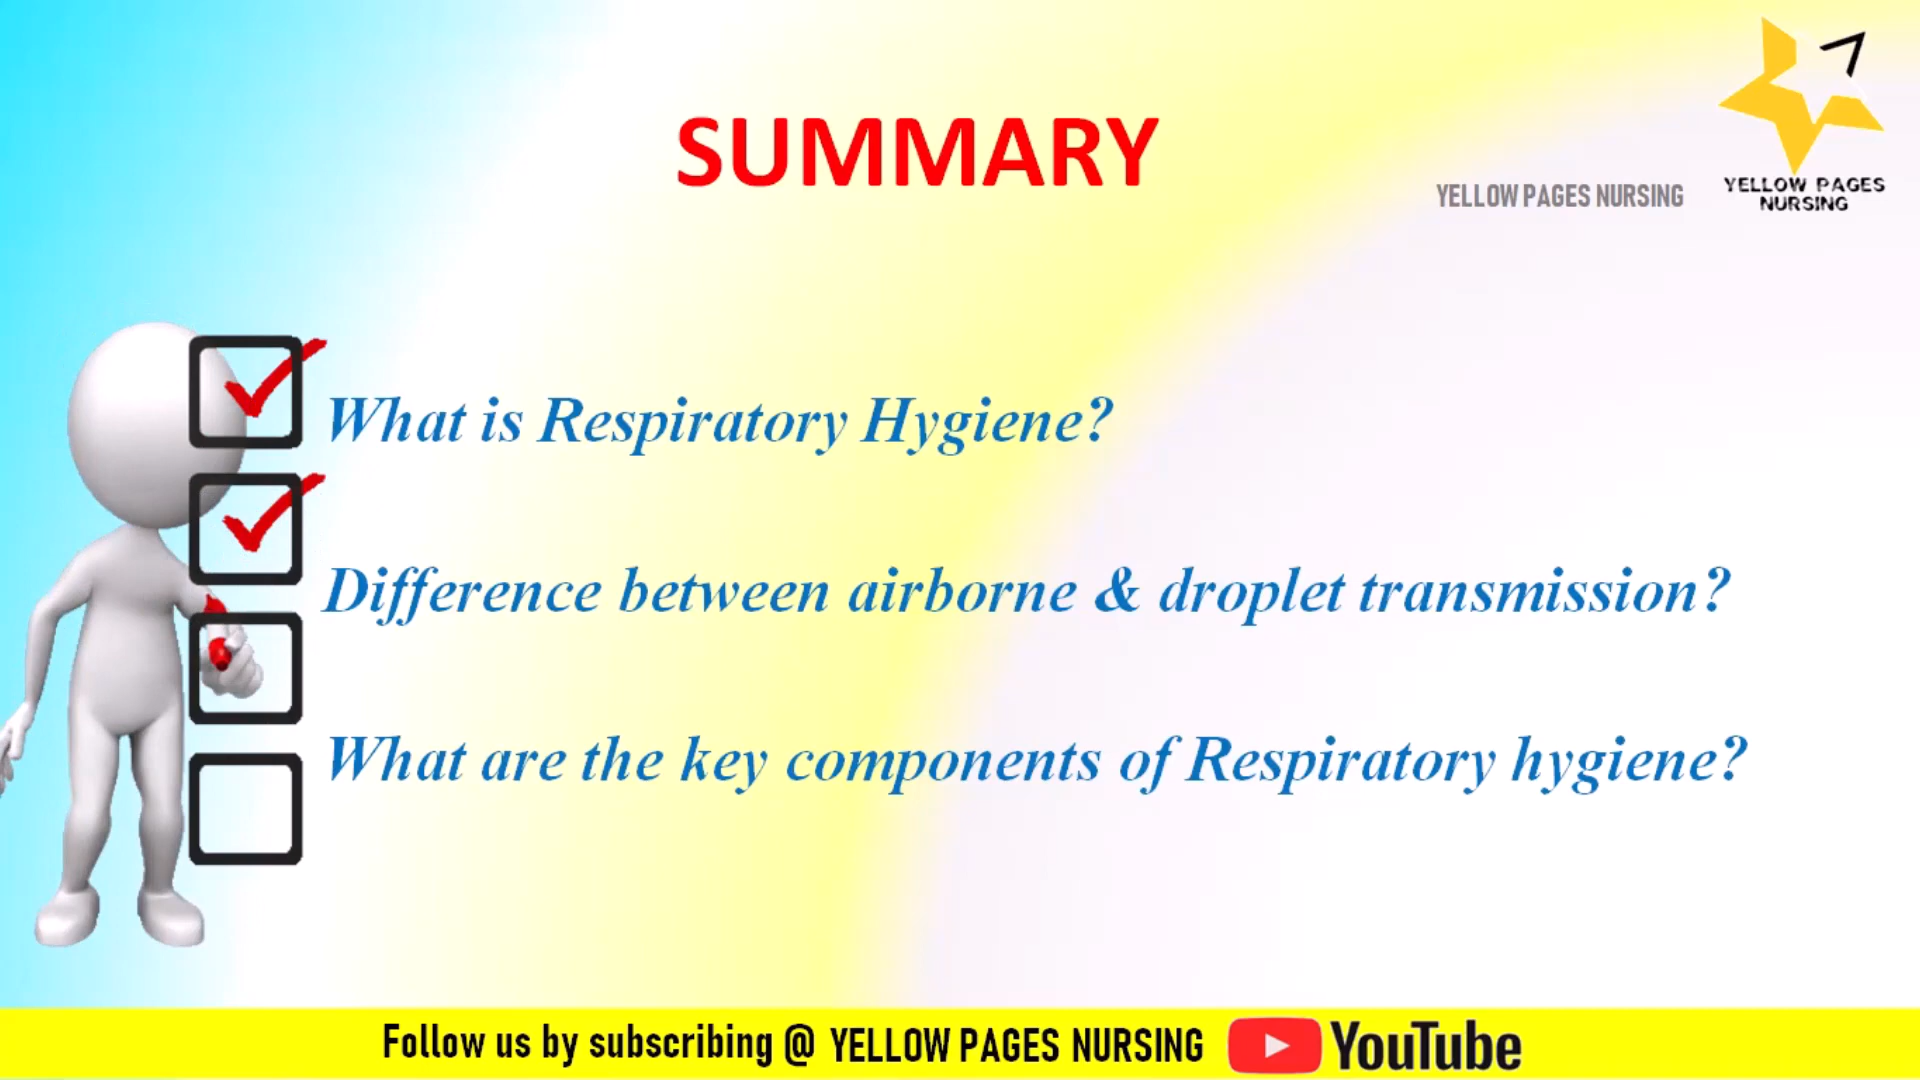 SUMMARY
YELLOW PAGES NURSING
YELLOW PAGES
NURSING
What is Respiratory Hygiene?
Difference between airborne & droplet transmission?
What are the key components of Respiratory hygiene?
Follow us by subscribing @ YELLOW PAGES NURSING YouTube